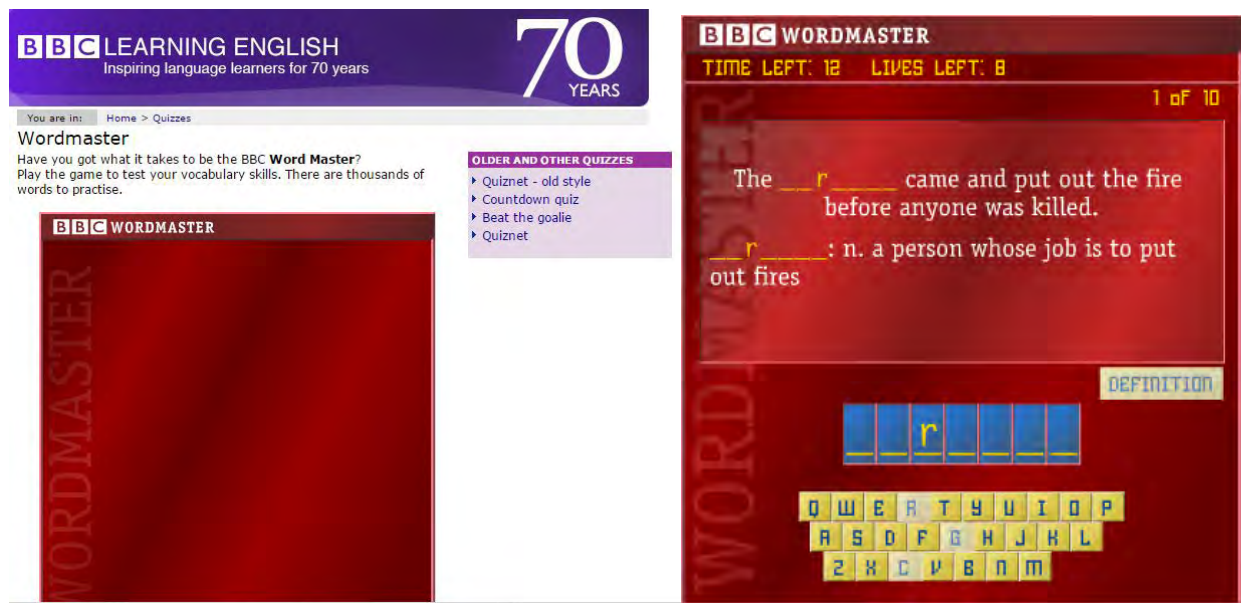 BBC LEARNING ENGLISH
Inspiring language learners for 70 years
70
YEARS
You are in: Home > Quizzes
Wordmaster
Have you got what it takes to be the BBC Word Master?
Play the game to test your vocabulary skills. There are thousands of
words to practise.
OLDER AND OTHER QUIZZES
Quiznet - old style
Countdown quiz
Beat the goalie
Quiznet
BBC WORDMASTER
WORDMASTER
BBC WORDMASTER
TIME LEFT: 12 LIVES LEFT: 8
1 OF 10
The __r____ came and put out the fire
before anyone was killed.
__r____: n. a person whose job is to put
out fires
WORDMASTER
DEFINITION
__r____
Q W E R T Y U I O P
A S D F G H J K L
Z X C V B N M